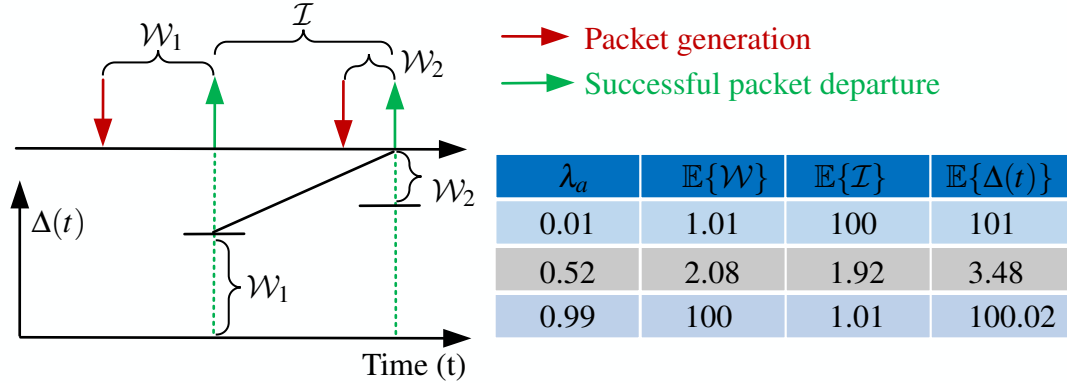 𝒲₁
ℐ
𝒲₂
Packet generation
Successful packet departure
Δ(t)
𝒲₂
𝒲₁
Time (t)
λₐ 𝔼{𝒲} 𝔼{ℐ} 𝔼{Δ(t)}
0.01 1.01 100 101
0.52 2.08 1.92 3.48
0.99 100 1.01 100.02